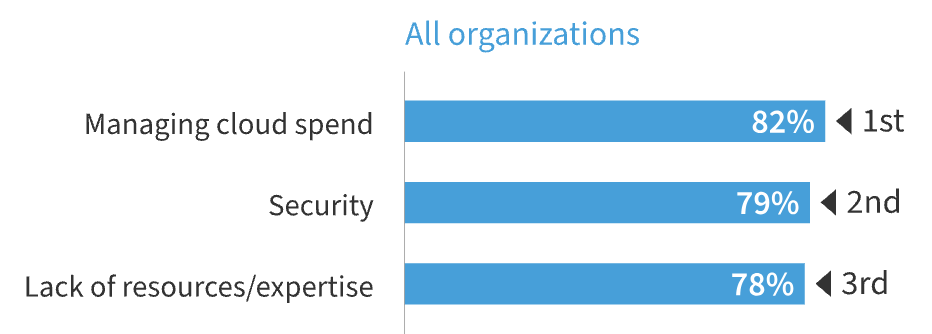 All organizations
Managing cloud spend 82% 1st
Security 79% 2nd
Lack of resources/expertise 78% 3rd